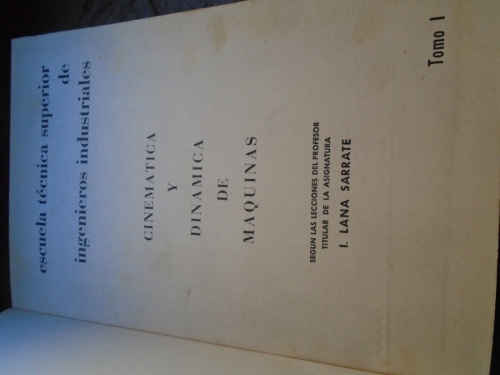 escuela técnica superior
de
ingenieros industriales
CINEMATICA
Y
DINAMICA
DE
MAQUINAS
SEGUN LAS LECCIONES DEL PROFESOR
TITULAR DE LA ASIGNATURA
I. LANA SARRATE
Tomo I